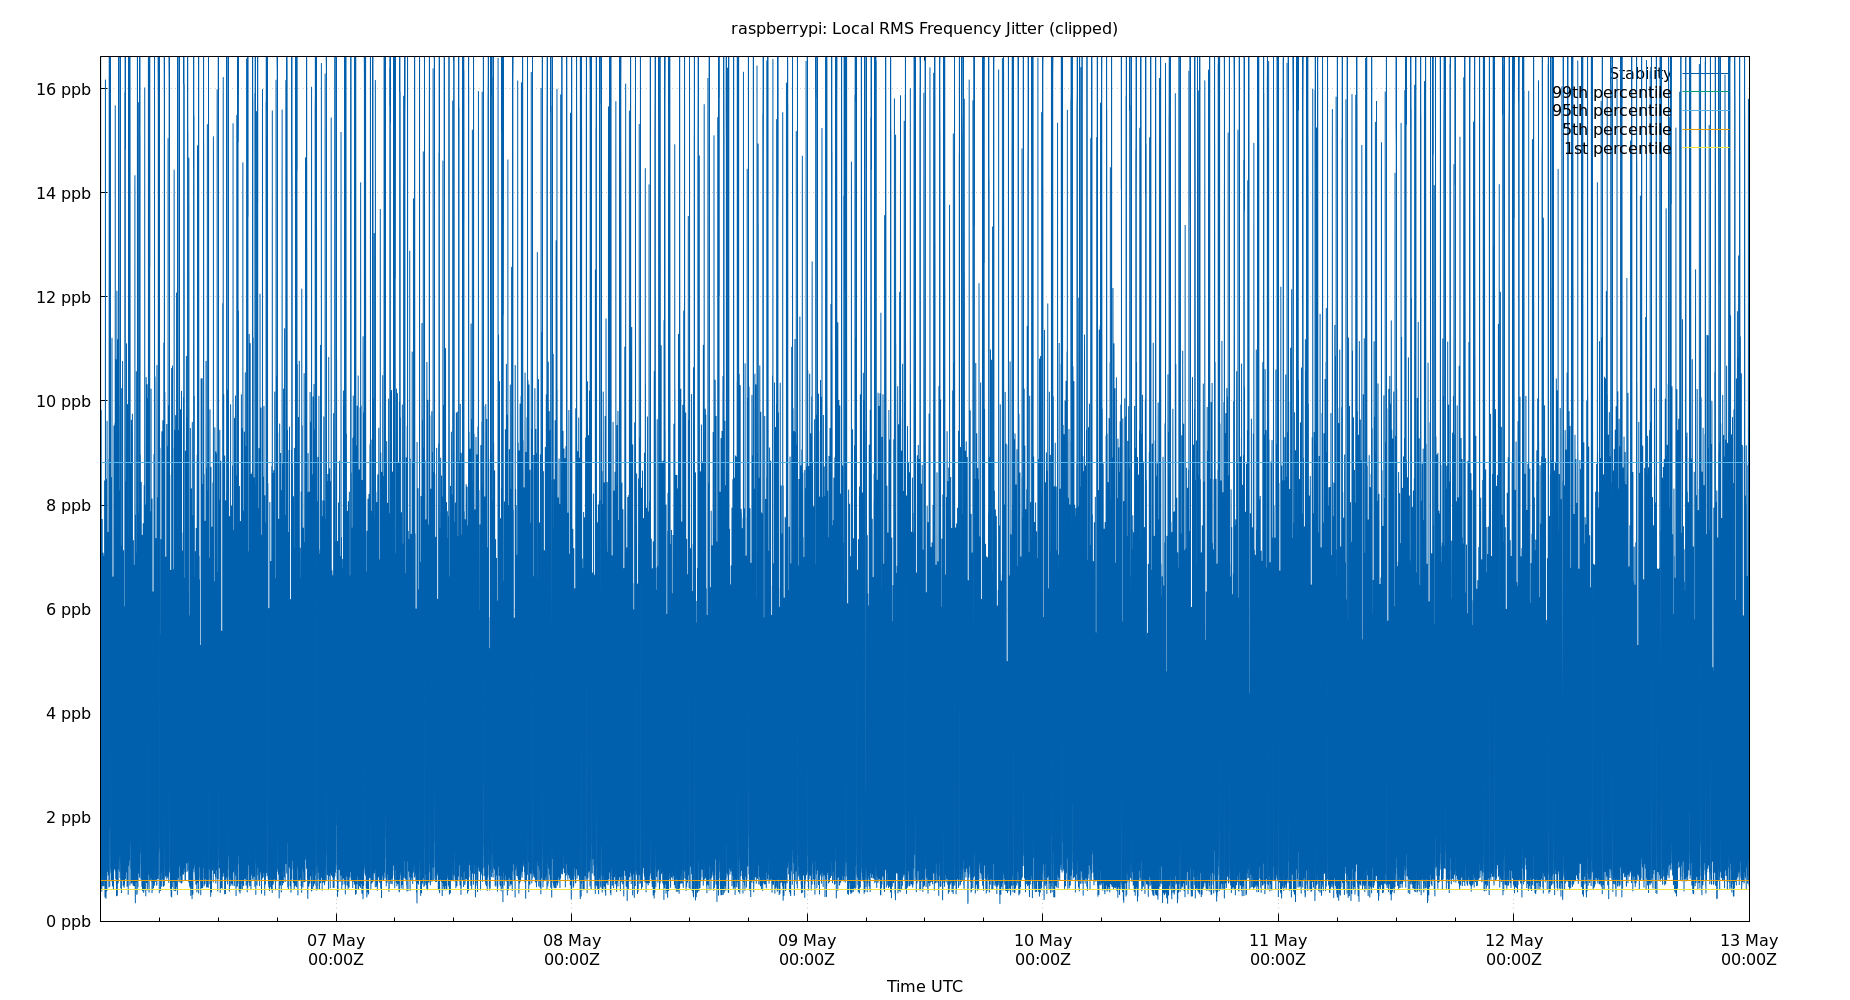 raspberrypi: Local RMS Frequency Jitter (clipped)
16 ppb
14 ppb
12 ppb
10 ppb
8 ppb
6 ppb
4 ppb
2 ppb
0 ppb
Stability
99th percentile
95th percentile
5th percentile
1st percentile
07 May
00:00Z
08 May
00:00Z
09 May
00:00Z
10 May
00:00Z
11 May
00:00Z
12 May
00:00Z
13 May
00:00Z
Time UTC